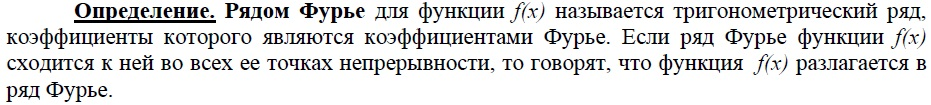 Определение. Рядом Фурье для функции f(x) называется тригонометрический ряд,
коэффициенты которого являются коэффициентами Фурье. Если ряд Фурье функции f(x)
сходится к ней во всех ее точках непрерывности, то говорят, что функция f(x) разлагается в
ряд Фурье.